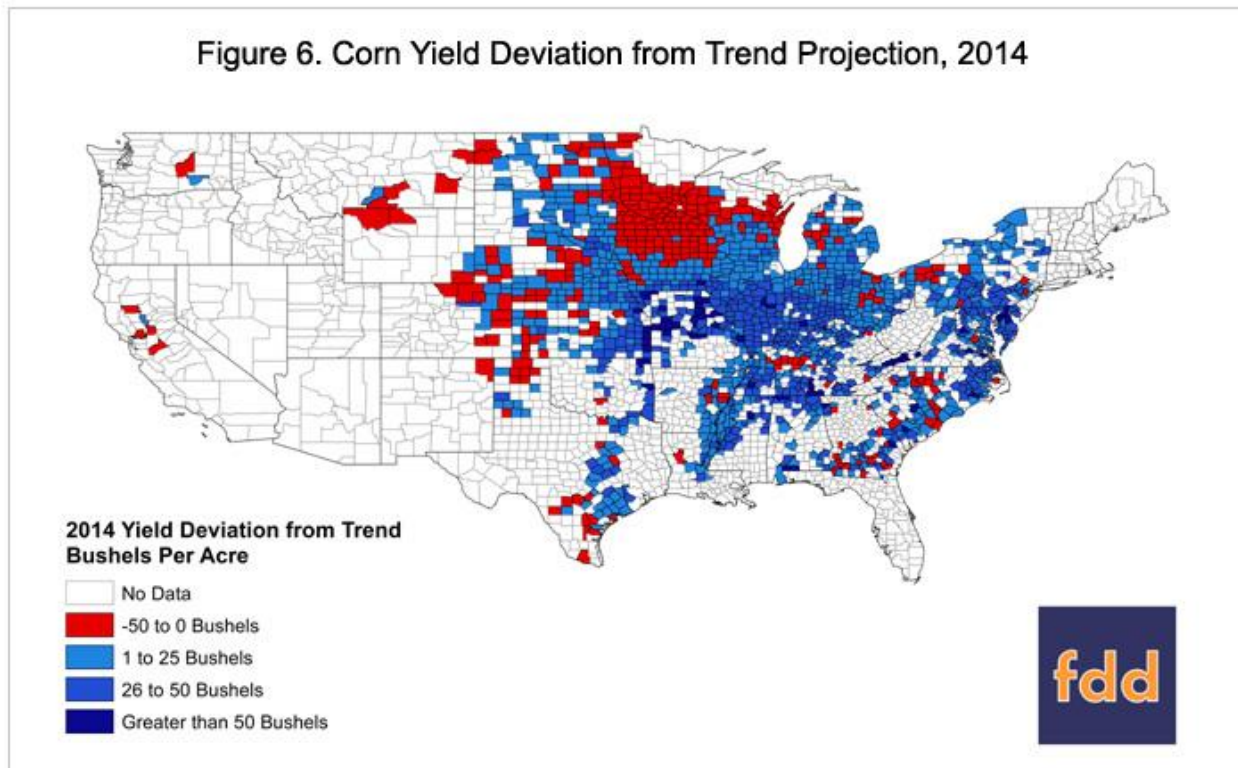 Figure 6. Corn Yield Deviation from Trend Projection, 2014
2014 Yield Deviation from Trend
Bushels Per Acre
No Data
-50 to 0 Bushels
1 to 25 Bushels
26 to 50 Bushels
Greater than 50 Bushels
fdd